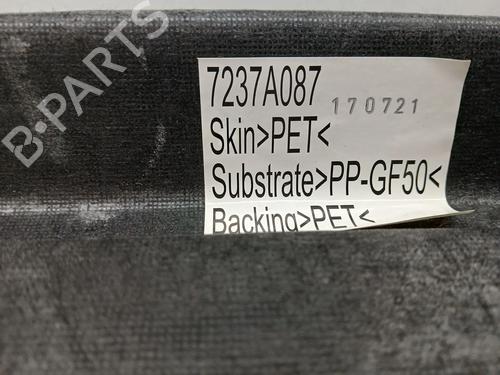 B-PARTS
7237A087 170721
Skin>PET<
Substrate>PP-GF50<
Backing>PET<